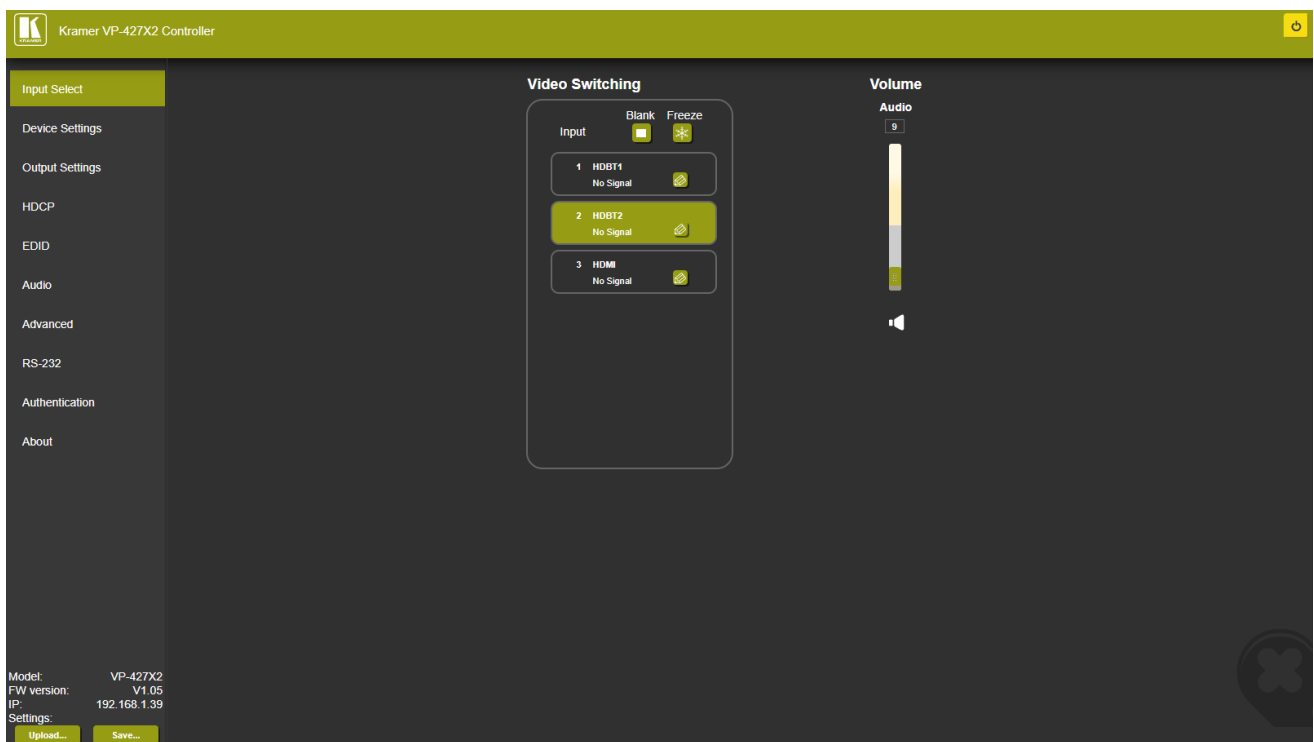 KRAMER
Kramer VP-427X2 Controller
Input Select
Device Settings
Output Settings
HDCP
EDID
Audio
Advanced
RS-232
Authentication
About
Model: VP-427X2
FW version: V1.05
IP: 192.168.1.39
Settings:
Upload... Save...
Video Switching
Blank Freeze
Input
1 HDBT1
No Signal
2 HDBT2
No Signal
3 HDMI
No Signal
Volume
Audio
9